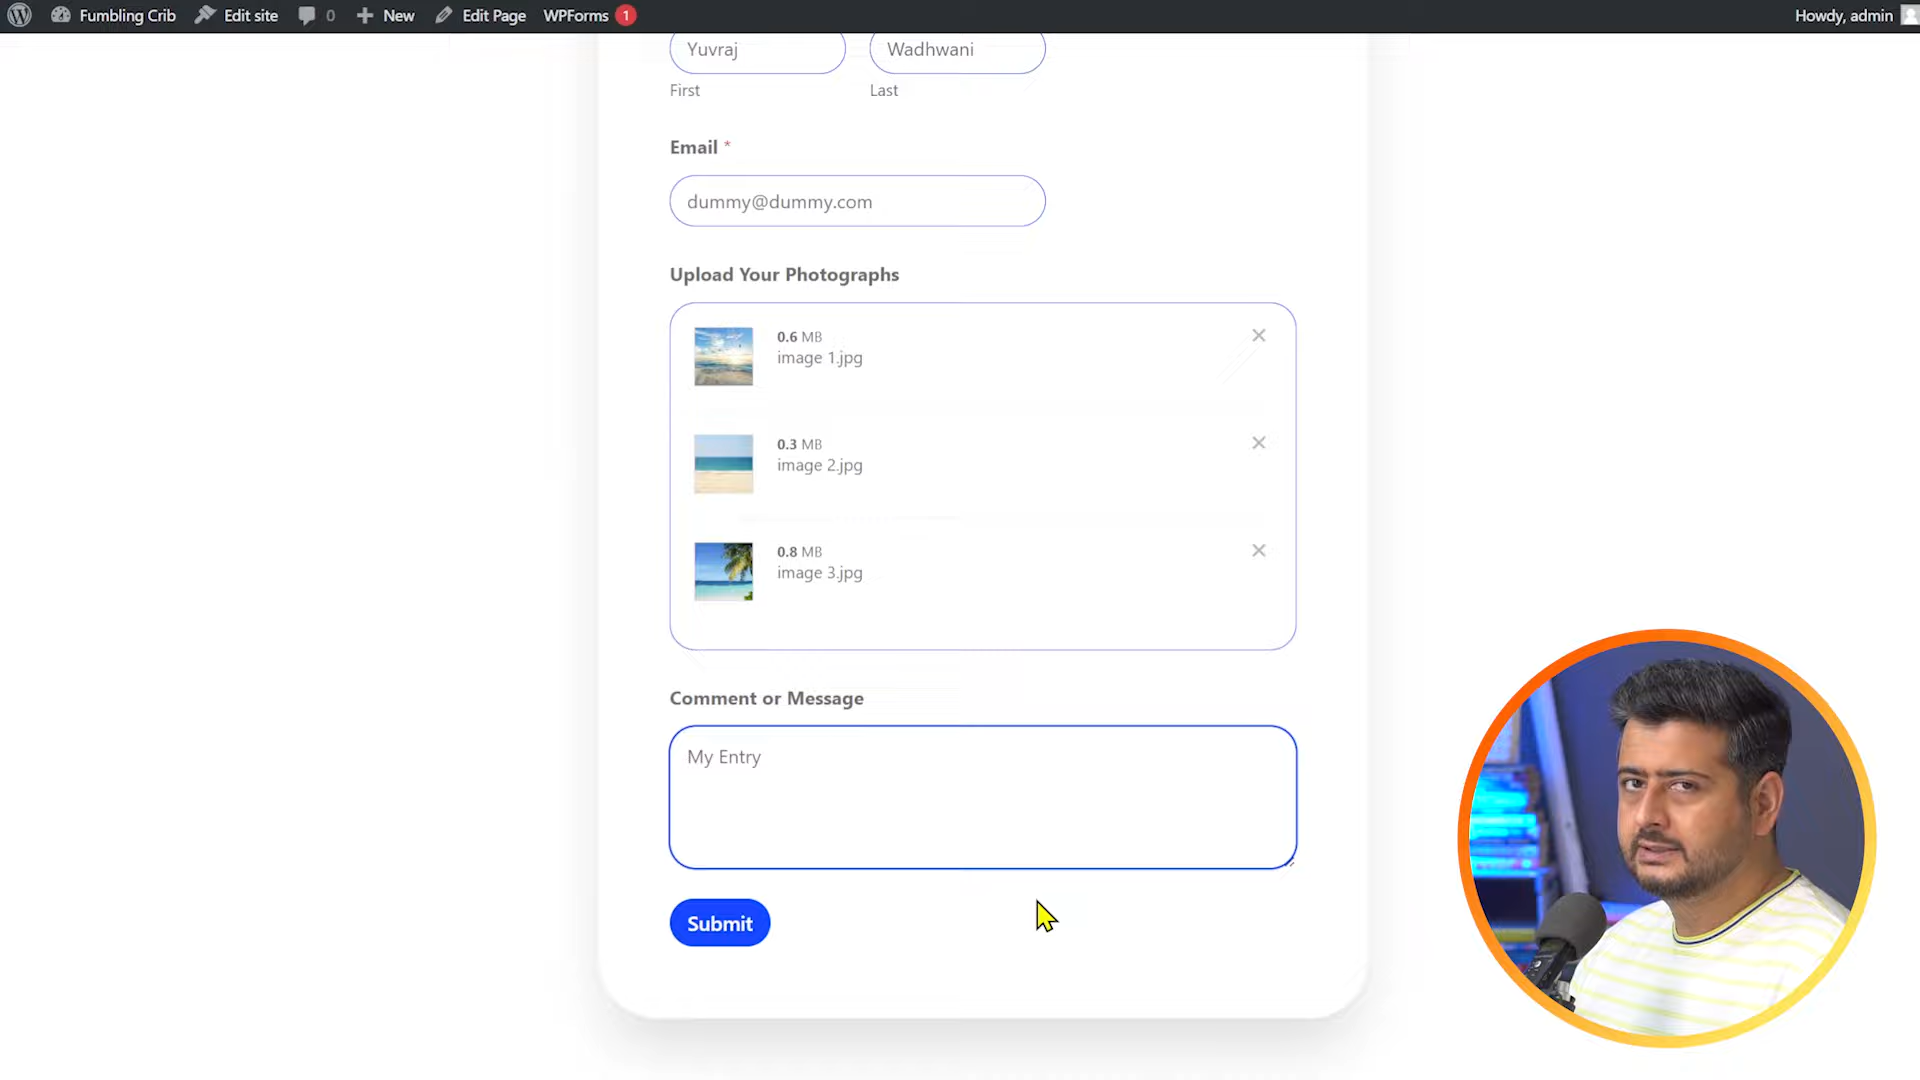 Fumbling Crib Edit site 0 New Edit Page WPForms 1 Howdy, admin
Yuvraj Wadhwani
First Last
Email *
dummy@dummy.com
Upload Your Photographs
0.6 MB
image 1.jpg
0.3 MB
image 2.jpg
0.8 MB
image 3.jpg
Comment or Message
My Entry
Submit